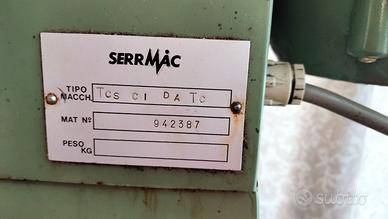 SERRMAC
TIPO
MACCH. TCS CI DA TC
MAT Nº 942387
PESO
KG
subito